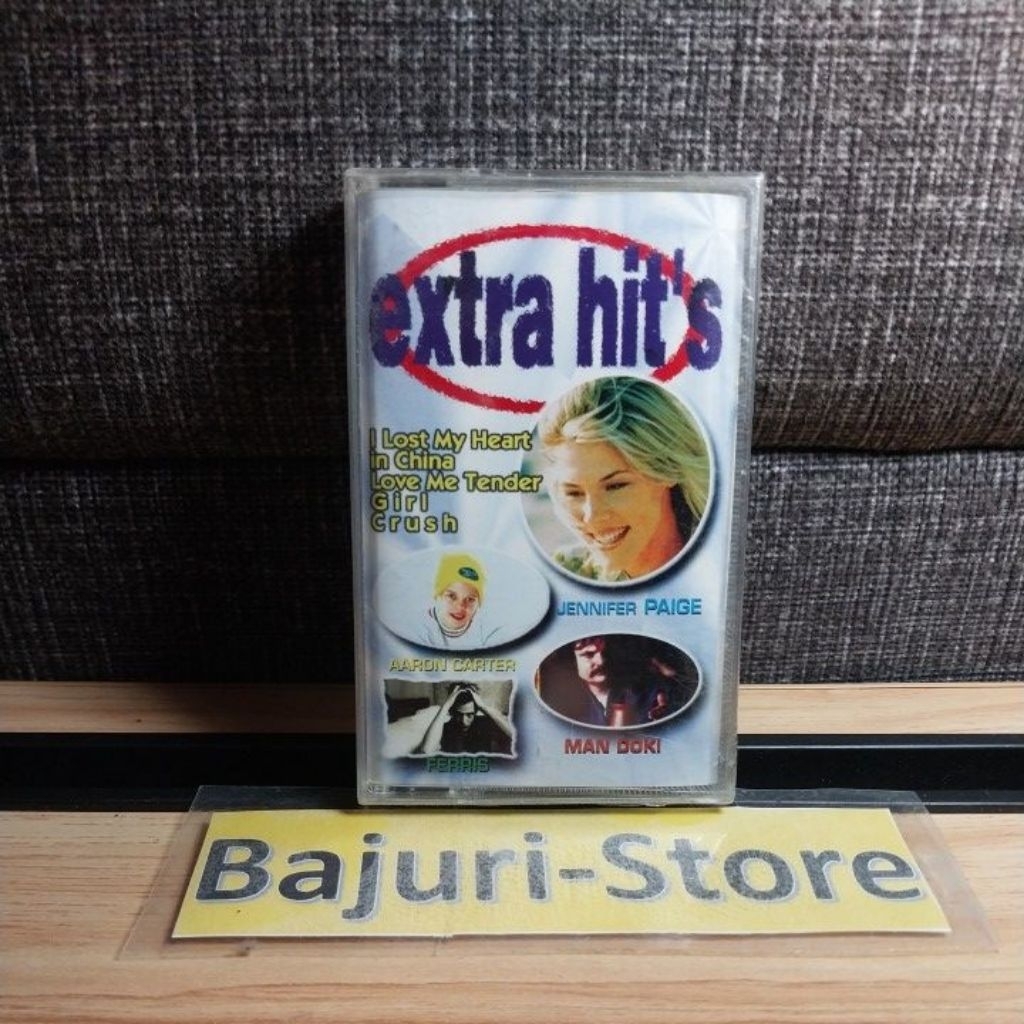 extra hit's
I Lost My Heart
in China
Love Me Tender
Girl
Crush
JENNIFER PAIGE
AARON CARTER
MAN DOKI
FERRIS
Bajuri-Store